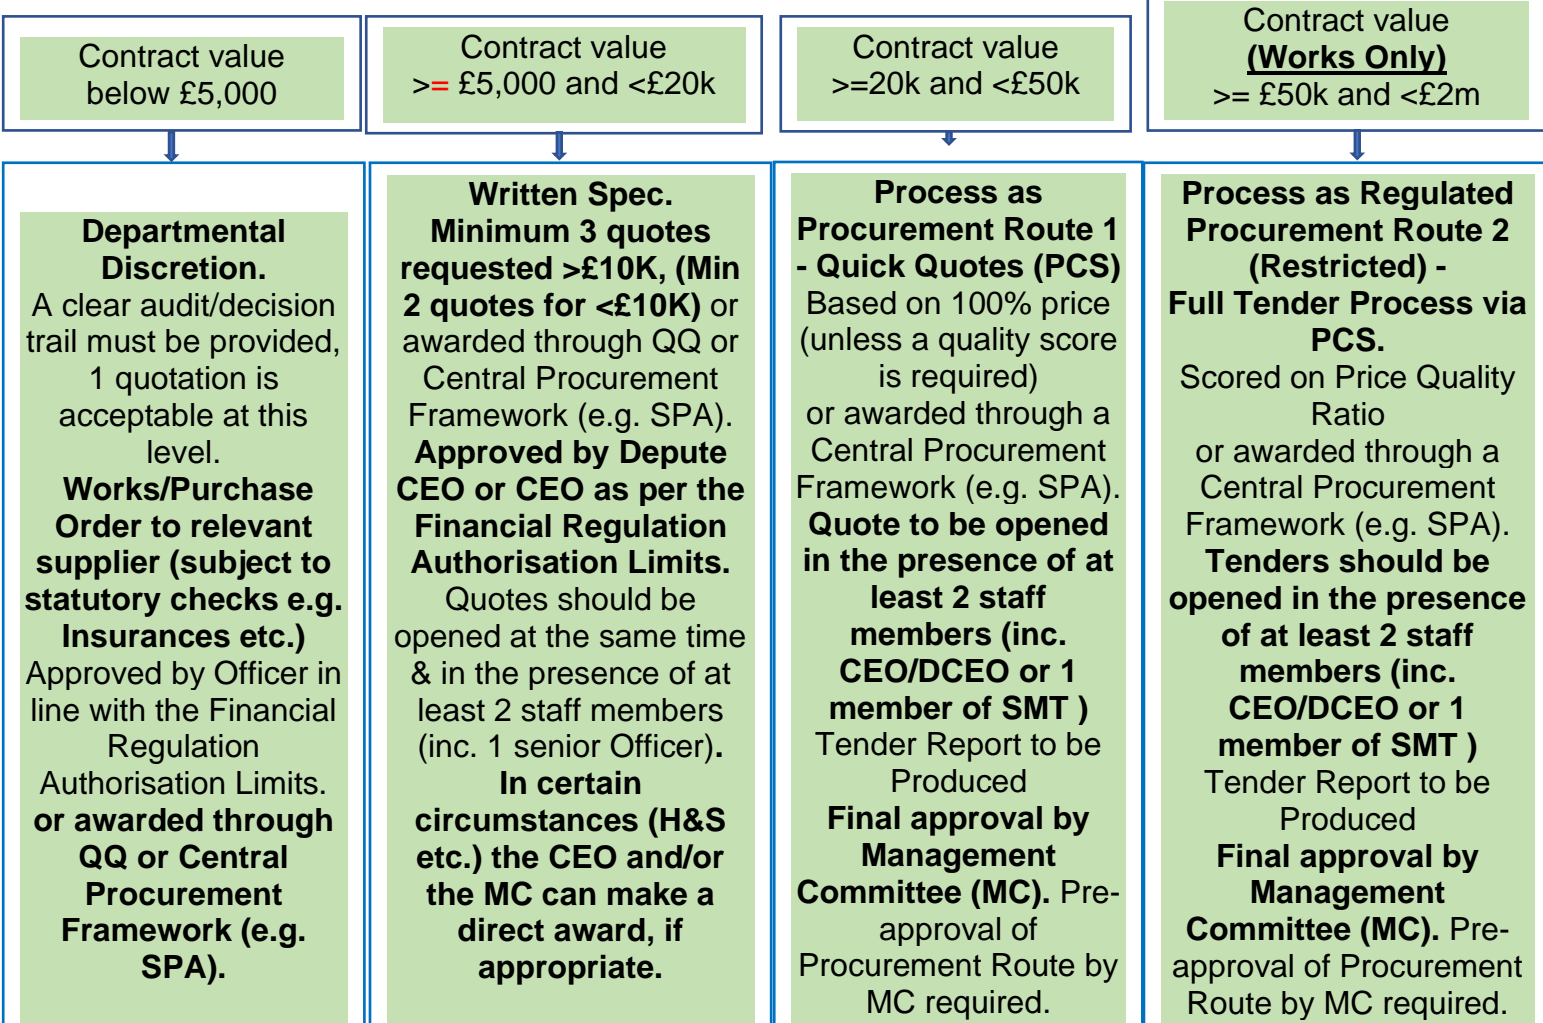 Contract value
below £5,000
Contract value
>= £5,000 and <£20k
Contract value
>=20k and <£50k
Contract value
(Works Only)
>= £50k and <£2m
Departmental
Discretion.
A clear audit/decision
trail must be provided,
1 quotation is
acceptable at this
level.
Works/Purchase
Order to relevant
supplier (subject to
statutory checks e.g.
Insurances etc.)
Approved by Officer in
line with the Financial
Regulation
Authorisation Limits.
or awarded through
QQ or Central
Procurement
Framework (e.g.
SPA).
Written Spec.
Minimum 3 quotes
requested >£10K, (Min
2 quotes for <£10K) or
awarded through QQ or
Central Procurement
Framework (e.g. SPA).
Approved by Depute
CEO or CEO as per the
Financial Regulation
Authorisation Limits.
Quotes should be
opened at the same time
& in the presence of at
least 2 staff members
(inc. 1 senior Officer).
In certain
circumstances (H&S
etc.) the CEO and/or
the MC can make a
direct award, if
appropriate.
Process as
Procurement Route 1
- Quick Quotes (PCS)
Based on 100% price
(unless a quality score
is required)
or awarded through a
Central Procurement
Framework (e.g. SPA).
Quote to be opened
in the presence of at
least 2 staff
members (inc.
CEO/DCEO or 1
member of SMT )
Tender Report to be
Produced
Final approval by
Management
Committee (MC). Pre-
approval of
Procurement Route by
MC required.
Process as Regulated
Procurement Route 2
(Restricted) -
Full Tender Process via
PCS.
Scored on Price Quality
Ratio
or awarded through a
Central Procurement
Framework (e.g. SPA).
Tenders should be
opened in the presence
of at least 2 staff
members (inc.
CEO/DCEO or 1
member of SMT )
Tender Report to be
Produced
Final approval by
Management
Committee (MC). Pre-
approval of Procurement
Route by MC required.